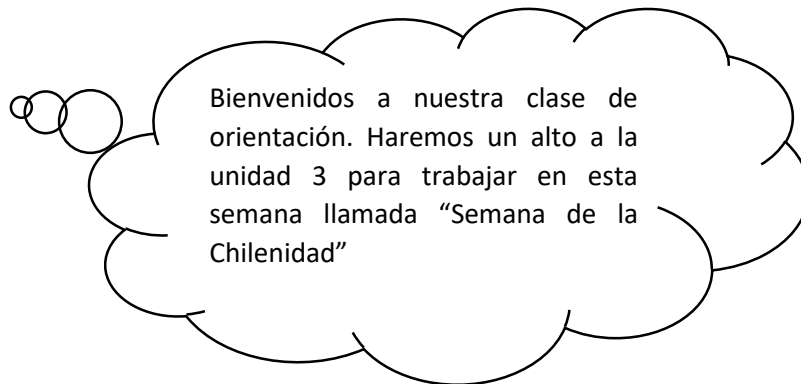 Bienvenidos a nuestra clase de
orientación. Haremos un alto a la
unidad 3 para trabajar en esta
semana llamada “Semana de la
Chilenidad”